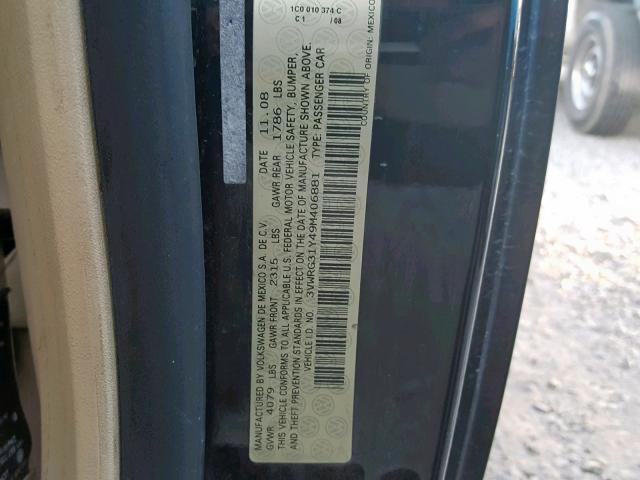 MANUFACTURED BY VOLKSWAGEN DE MEXICO S.A. DE C.V. DATE 11.08
GVWR 4079 LBS GAWR FRONT 2315 LBS GAWR REAR 1786 LBS
THIS VEHICLE CONFORMS TO ALL APPLICABLE U.S. FEDERAL MOTOR VEHICLE SAFETY, BUMPER,
AND THEFT PREVENTION STANDARDS IN EFFECT ON THE DATE OF MANUFACTURE SHOWN ABOVE.
VEHICLE I.D. NO. 3VWRG31Y49M406881 TYPE: PASSENGER CAR
COUNTRY OF ORIGIN: MEXICO
1C0 010 374 C
C1 /08